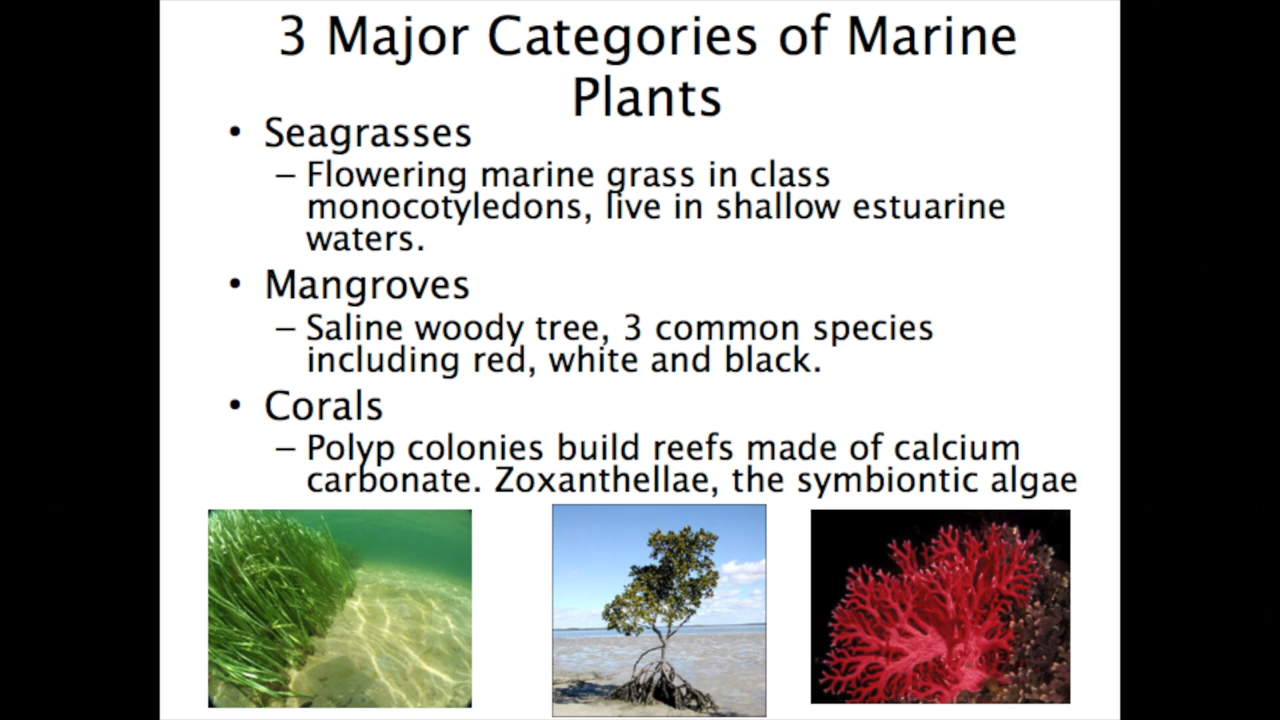 3 Major Categories of Marine
Plants
• Seagrasses
– Flowering marine grass in class
monocotyledons, live in shallow estuarine
waters.
• Mangroves
– Saline woody tree, 3 common species
including red, white and black.
• Corals
– Polyp colonies build reefs made of calcium
carbonate. Zoxanthellae, the symbiontic algae